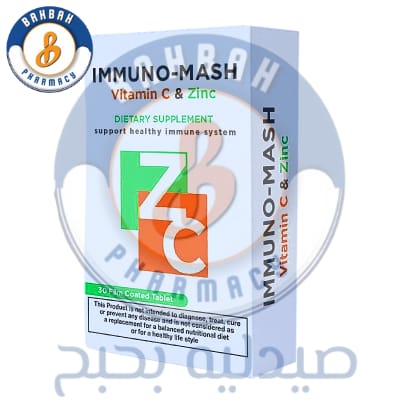 BAHBAH
PHARMACY
IMMUNO-MASH
Vitamin C & Zinc
DIETARY SUPPLEMENT
support healthy immune system
Z
C
30 Film Coated Tablet
This Product is not intended to diagnose, treat, cure
or prevent any disease and is not considered as
a replacement for a balanced nutritional diet
or for a healthy life style
IMMUNO-MASH
Vitamin C & Zinc
BAHBAH
PHARMACY
صيدلية بحبح